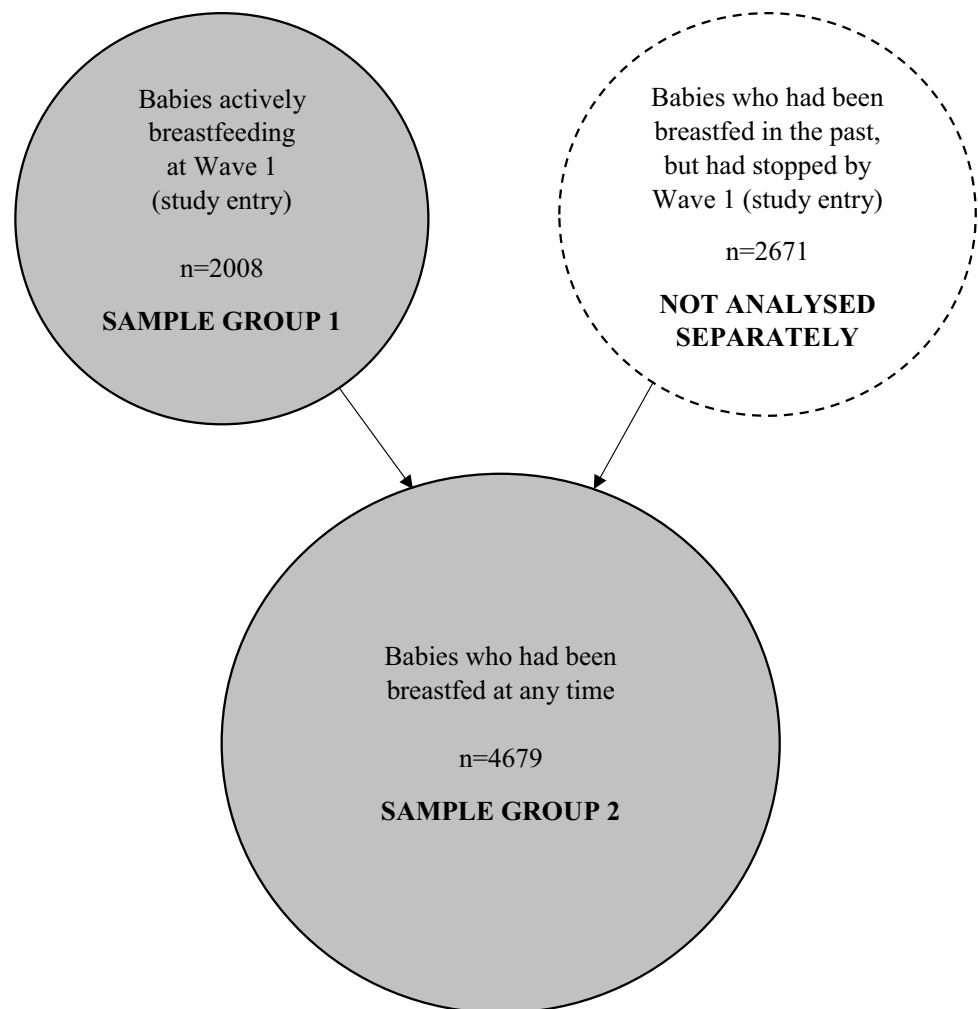 Babies actively
breastfeeding
at Wave 1
(study entry)
n=2008
SAMPLE GROUP 1
Babies who had been
breastfed in the past,
but had stopped by
Wave 1 (study entry)
n=2671
NOT ANALYSED
SEPARATELY
Babies who had been
breastfed at any time
n=4679
SAMPLE GROUP 2